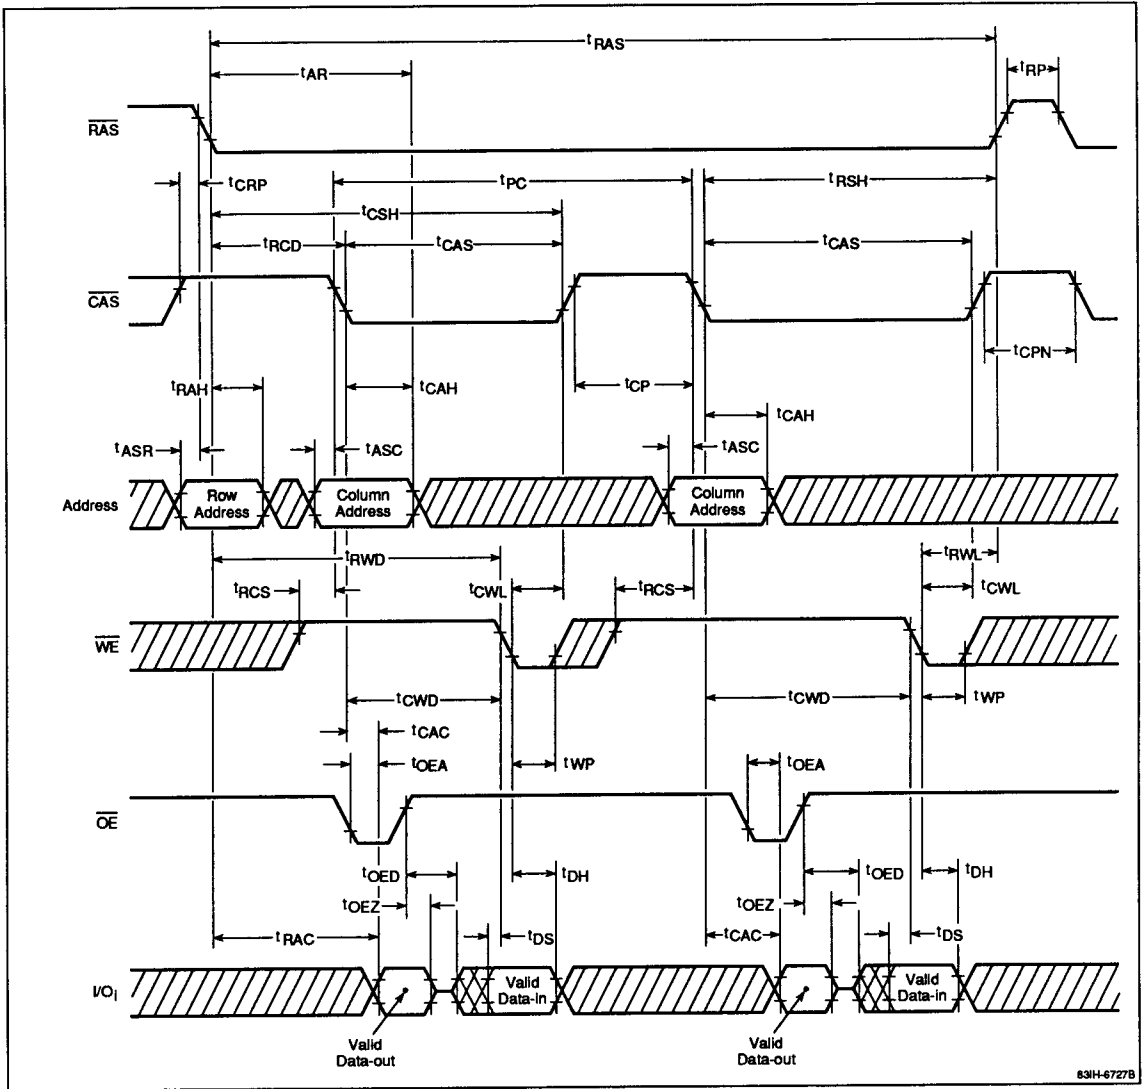 tRAS
tAR
tRP
RAS
tCRP
tPC
tRSH
tCSH
tRCD
tCAS
tCAS
CAS
tCPN
tRAH
tCAH
tCP
tCAH
tASR
tASC
tASC
Address
Row Address
Column Address
Column Address
tRWD
tRWL
tRCS
tCWL
tRCS
tCWL
WE
tCWD
tCWD
tWP
tCAC
tOEA
tWP
tOEA
OE
tOED
tDH
tOED
tDH
tOEZ
tOEZ
tRAC
tDS
tCAC
tDS
I/Oi
Valid Data-in
Valid Data-in
Valid Data-out
Valid Data-out
83IH-6727B